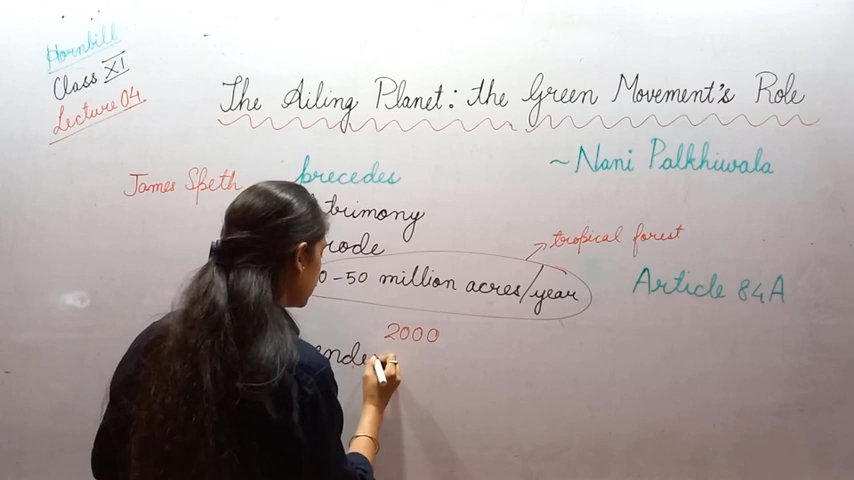 Hornbill
Class XI
Lecture 04
The Ailing Planet: the Green Movement's Role
~Nani Palkhiwala
James Speth
precedes
trimony
rode
tropical forest
0-50 million acres/year
Article 84A
2000
ende